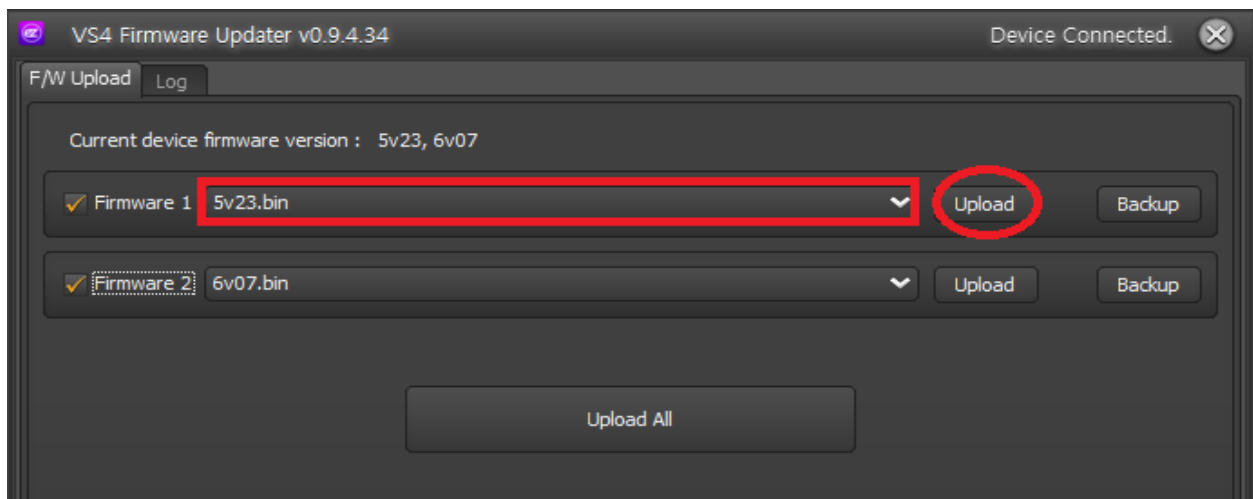 ez VS4 Firmware Updater v0.9.4.34 Device Connected.
F/W Upload Log
Current device firmware version : 5v23, 6v07
Firmware 1 5v23.bin Upload Backup
Firmware 2 6v07.bin Upload Backup
Upload All